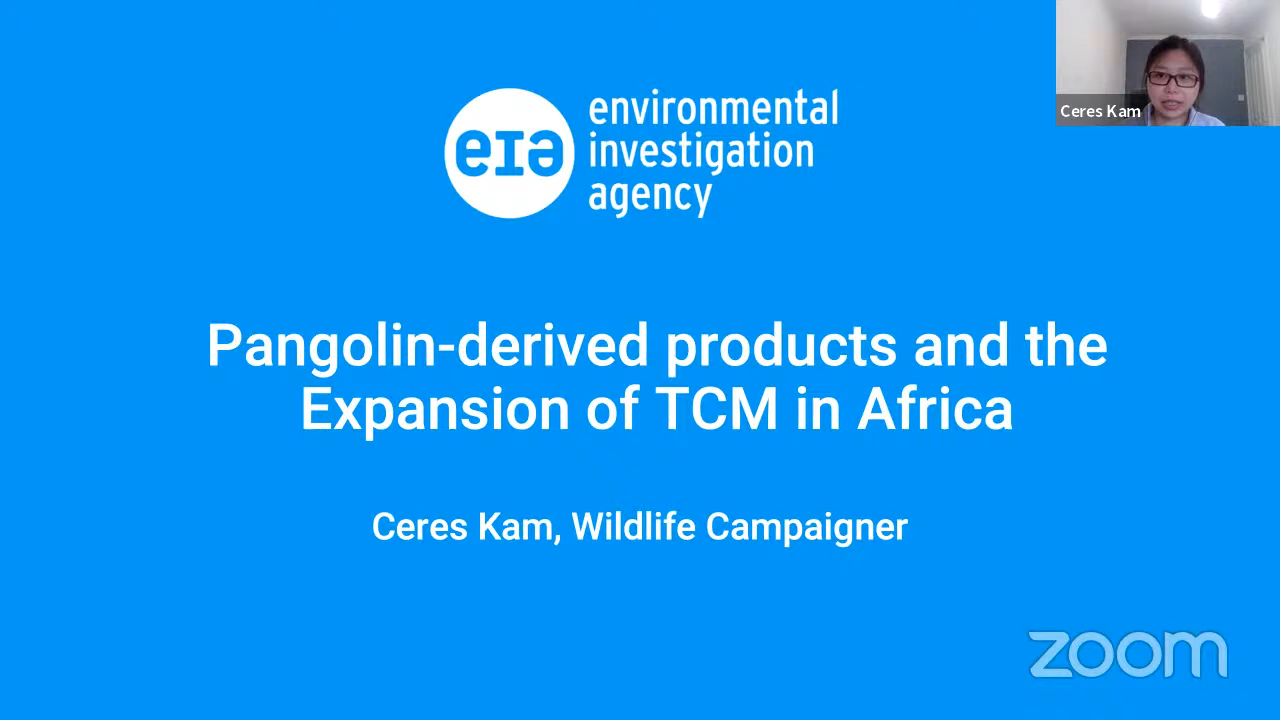 eia
environmental
investigation
agency
Ceres Kam
Pangolin-derived products and the
Expansion of TCM in Africa
Ceres Kam, Wildlife Campaigner
zoom